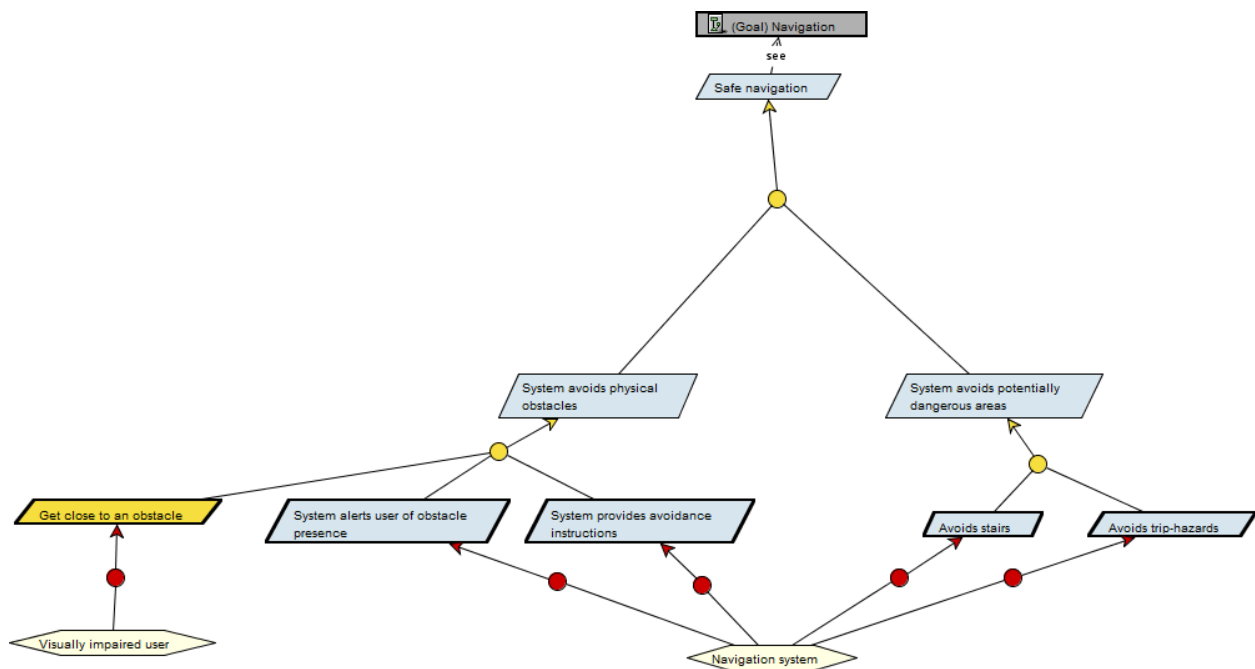 (Goal) Navigation
see
Safe navigation
System avoids physical
obstacles
System avoids potentially
dangerous areas
Get close to an obstacle
System alerts user of obstacle
presence
System provides avoidance
instructions
Avoids stairs
Avoids trip-hazards
Visually impaired user
Navigation system